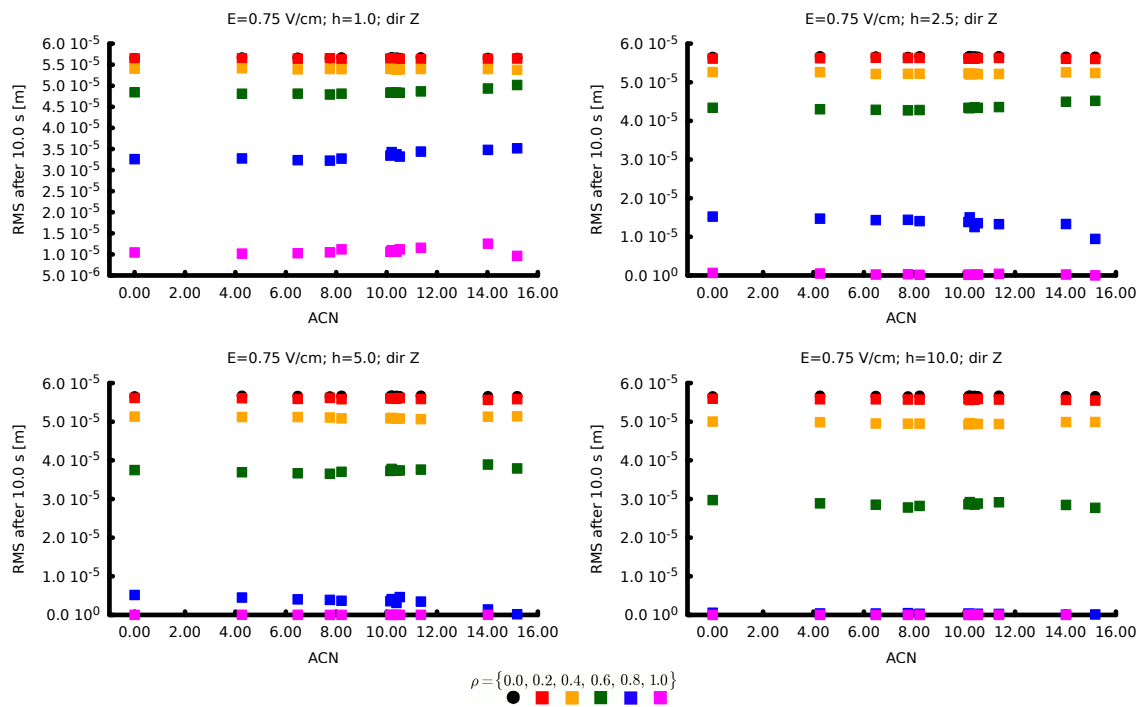 E=0.75 V/cm; h=1.0; dir Z
RMS after 10.0 s [m]
6.0 10^-5
5.5 10^-5
5.0 10^-5
4.5 10^-5
4.0 10^-5
3.5 10^-5
3.0 10^-5
2.5 10^-5
2.0 10^-5
1.5 10^-5
1.0 10^-5
5.0 10^-6
0.00 2.00 4.00 6.00 8.00 10.00 12.00 14.00 16.00
ACN
E=0.75 V/cm; h=2.5; dir Z
RMS after 10.0 s [m]
6.0 10^-5
5.0 10^-5
4.0 10^-5
3.0 10^-5
2.0 10^-5
1.0 10^-5
0.0 10^0
0.00 2.00 4.00 6.00 8.00 10.00 12.00 14.00 16.00
ACN
E=0.75 V/cm; h=5.0; dir Z
RMS after 10.0 s [m]
6.0 10^-5
5.0 10^-5
4.0 10^-5
3.0 10^-5
2.0 10^-5
1.0 10^-5
0.0 10^0
0.00 2.00 4.00 6.00 8.00 10.00 12.00 14.00 16.00
ACN
E=0.75 V/cm; h=10.0; dir Z
RMS after 10.0 s [m]
6.0 10^-5
5.0 10^-5
4.0 10^-5
3.0 10^-5
2.0 10^-5
1.0 10^-5
0.0 10^0
0.00 2.00 4.00 6.00 8.00 10.00 12.00 14.00 16.00
ACN
ρ={0.0, 0.2, 0.4, 0.6, 0.8, 1.0}